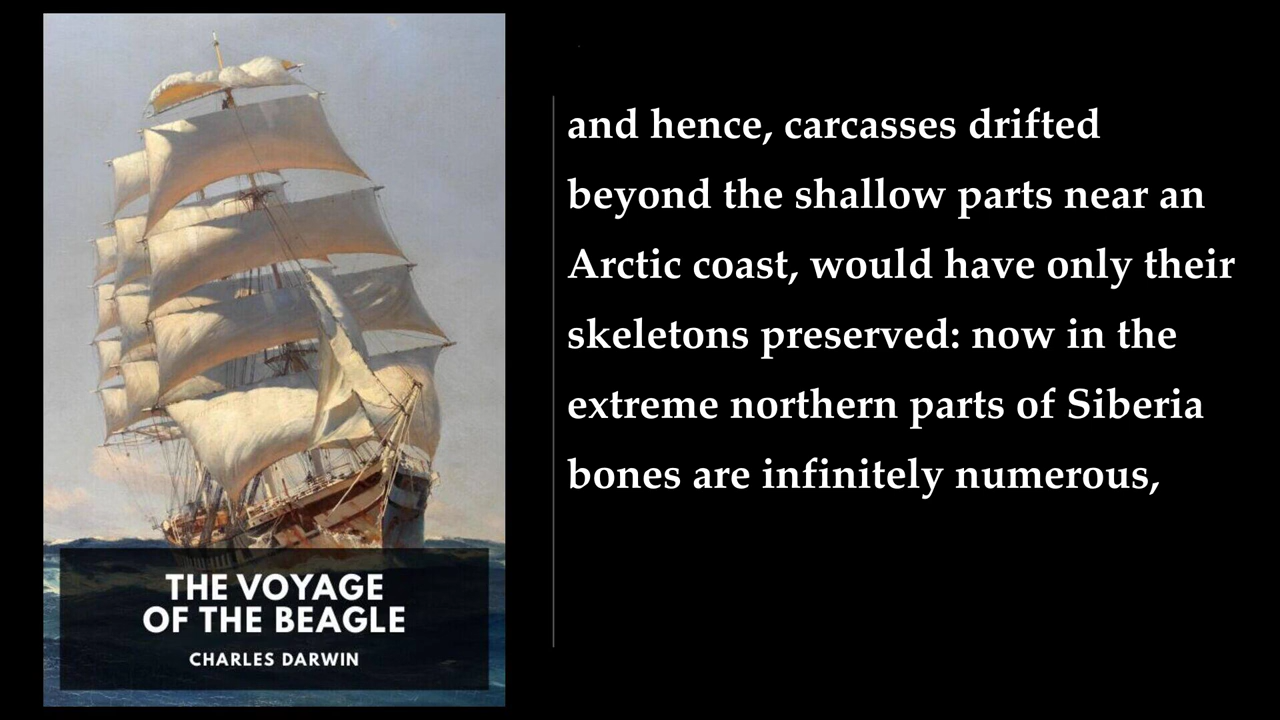 THE VOYAGE
OF THE BEAGLE
CHARLES DARWIN
and hence, carcasses drifted
beyond the shallow parts near an
Arctic coast, would have only their
skeletons preserved: now in the
extreme northern parts of Siberia
bones are infinitely numerous,